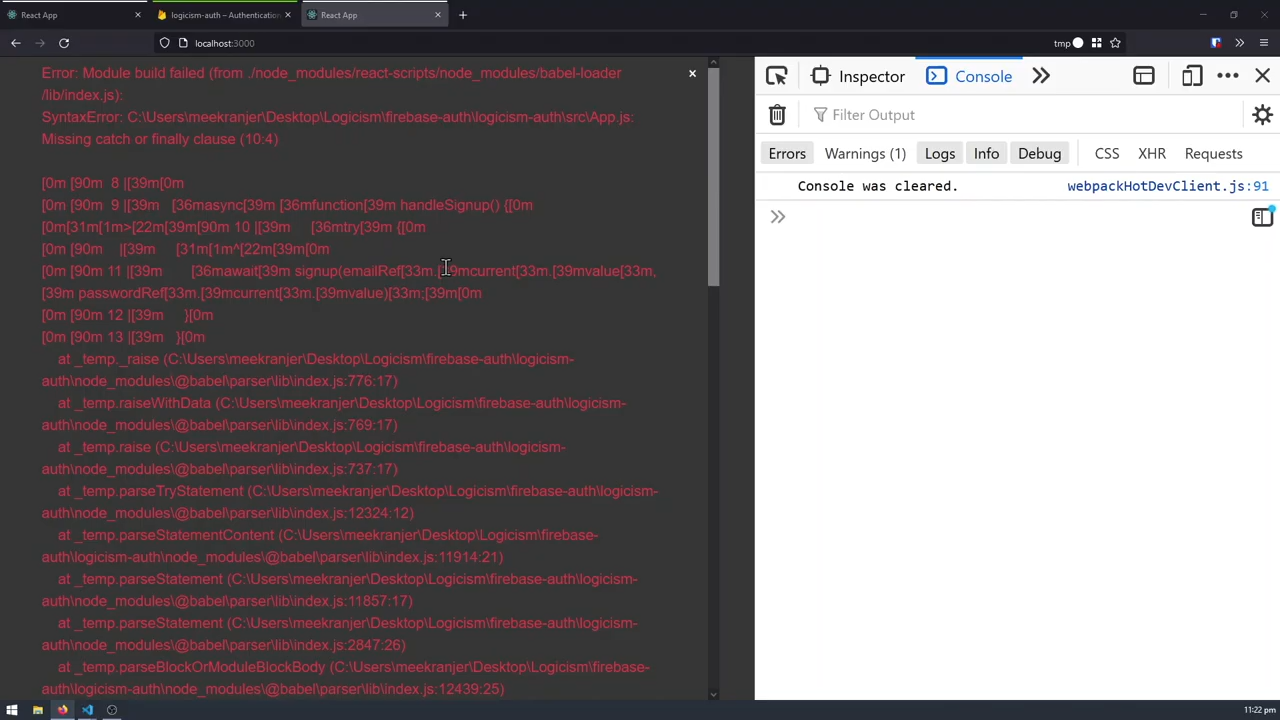 React App
logicism-auth – Authentication
React App
localhost:3000
tmp
Error: Module build failed (from ./node_modules/react-scripts/node_modules/babel-loader
/lib/index.js):
SyntaxError: C:\Users\meekranjer\Desktop\Logicism\firebase-auth\logicism-auth\src\App.js:
Missing catch or finally clause (10:4)
[0m [90m  8 |[39m[0m
[0m [90m  9 |[39m   [36masync[39m [36mfunction[39m handleSignup() {[0m
[0m[31m[1m>[22m[39m[90m 10 |[39m     [36mtry[39m {[0m
[0m [90m    |[39m     [31m[1m^[22m[39m[0m
[0m [90m 11 |[39m       [36mawait[39m signup(emailRef[33m.[39mcurrent[33m.[39mvalue[33m,
[39m passwordRef[33m.[39mcurrent[33m.[39mvalue)[33m;[39m[0m
[0m [90m 12 |[39m     }[0m
[0m [90m 13 |[39m   }[0m
at _temp._raise (C:\Users\meekranjer\Desktop\Logicism\firebase-auth\logicism-
auth\node_modules\@babel\parser\lib\index.js:776:17)
at _temp.raiseWithData (C:\Users\meekranjer\Desktop\Logicism\firebase-auth\logicism-
auth\node_modules\@babel\parser\lib\index.js:769:17)
at _temp.raise (C:\Users\meekranjer\Desktop\Logicism\firebase-auth\logicism-
auth\node_modules\@babel\parser\lib\index.js:737:17)
at _temp.parseTryStatement (C:\Users\meekranjer\Desktop\Logicism\firebase-auth\logicism-
auth\node_modules\@babel\parser\lib\index.js:12324:12)
at _temp.parseStatementContent (C:\Users\meekranjer\Desktop\Logicism\firebase-
auth\logicism-auth\node_modules\@babel\parser\lib\index.js:11914:21)
at _temp.parseStatement (C:\Users\meekranjer\Desktop\Logicism\firebase-auth\logicism-
auth\node_modules\@babel\parser\lib\index.js:11857:17)
at _temp.parseStatement (C:\Users\meekranjer\Desktop\Logicism\firebase-auth\logicism-
auth\node_modules\@babel\parser\lib\index.js:2847:26)
at _temp.parseBlockOrModuleBlockBody (C:\Users\meekranjer\Desktop\Logicism\firebase-
auth\logicism-auth\node_modules\@babel\parser\lib\index.js:12439:25)
Inspector
Console
Filter Output
Errors
Warnings (1)
Logs
Info
Debug
CSS
XHR
Requests
Console was cleared.
webpackHotDevClient.js:91
11:22 pm